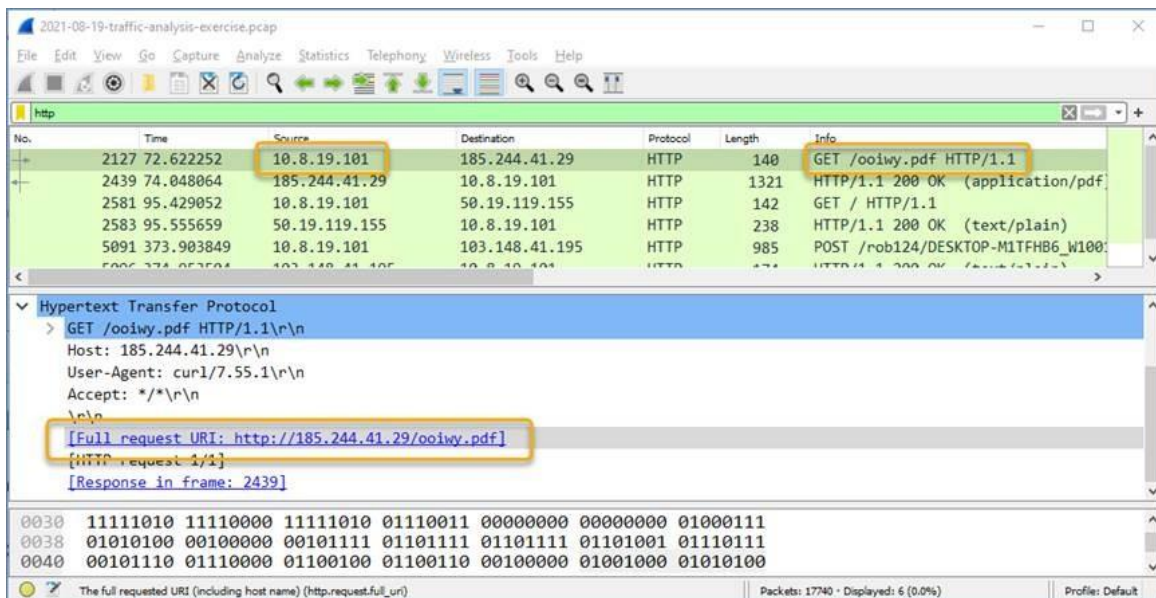 2021-08-19-traffic-analysis-exercise.pcap
File Edit View Go Capture Analyze Statistics Telephony Wireless Tools Help
http
No. Time Source Destination Protocol Length Info
2127 72.622252 10.8.19.101 185.244.41.29 HTTP 140 GET /ooiwy.pdf HTTP/1.1
2439 74.048064 185.244.41.29 10.8.19.101 HTTP 1321 HTTP/1.1 200 OK (application/pdf)
2581 95.429052 10.8.19.101 50.19.119.155 HTTP 142 GET / HTTP/1.1
2583 95.555659 50.19.119.155 10.8.19.101 HTTP 238 HTTP/1.1 200 OK (text/plain)
5091 373.903849 10.8.19.101 103.148.41.195 HTTP 985 POST /rob124/DESKTOP-M1TFHB6_W1001
Hypertext Transfer Protocol
GET /ooiwy.pdf HTTP/1.1\r\n
Host: 185.244.41.29\r\n
User-Agent: curl/7.55.1\r\n
Accept: */*\r\n
\r\n
[Full request URI: http://185.244.41.29/ooiwy.pdf]
[HTTP request 1/1]
[Response in frame: 2439]
0030 11111010 11110000 11111010 01110011 00000000 00000000 01000111
0038 01010100 00100000 00101111 01101111 01101111 01101001 01110111
0040 00101110 01110000 01100100 01100110 00100000 01001000 01010100
The full requested URI (including host name) (http.request.full_uri) Packets: 17740 · Displayed: 6 (0.0%) Profile: Default